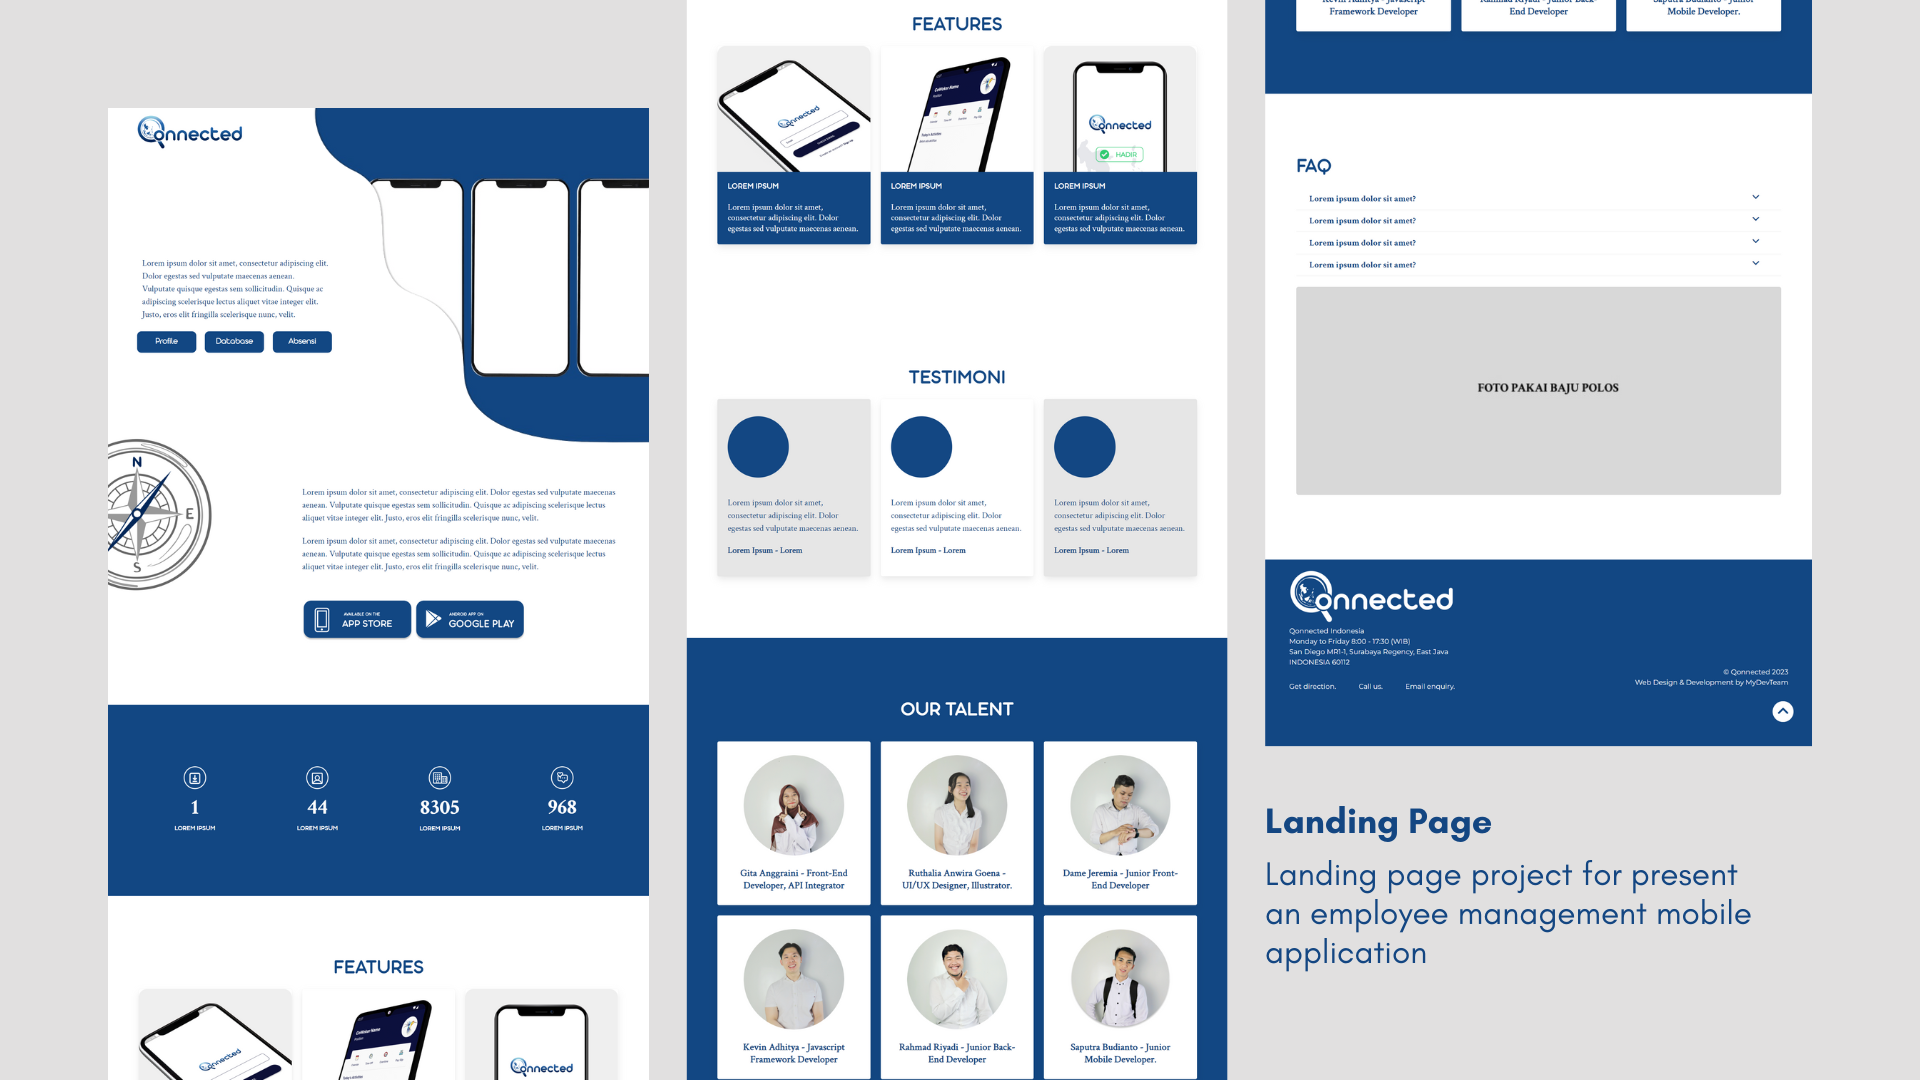 Qonnected
Lorem ipsum dolor sit amet, consectetur adipiscing elit.
Dolor egestas sed vulputate maecenas aenean.
Vulputate quisque egestas sem sollicitudin. Quisque ac
adipiscing scelerisque lectus aliquet vitae integer elit.
Justo, eros elit fringilla scelerisque nunc, velit.
Profile
Database
Absensi
N
E
S
Lorem ipsum dolor sit amet, consectetur adipiscing elit. Dolor egestas sed vulputate maecenas
aenean. Vulputate quisque egestas sem sollicitudin. Quisque ac adipiscing scelerisque lectus
aliquet vitae integer elit. Justo, eros elit fringilla scelerisque nunc, velit.
Lorem ipsum dolor sit amet, consectetur adipiscing elit. Dolor egestas sed vulputate maecenas
aenean. Vulputate quisque egestas sem sollicitudin. Quisque ac adipiscing scelerisque lectus
aliquet vitae integer elit. Justo, eros elit fringilla scelerisque nunc, velit.
AVAILABLE ON THE
APP STORE
ANDROID APP ON
GOOGLE PLAY
1
LOREM IPSUM
44
LOREM IPSUM
8305
LOREM IPSUM
968
LOREM IPSUM
FEATURES
Qonnected
CoWorker Name
Qonnected
FEATURES
Qonnected
CoWorker Name
Qonnected
HADIR
LOREM IPSUM
Lorem ipsum dolor sit amet,
consectetur adipiscing elit. Dolor
egestas sed vulputate maecenas aenean.
LOREM IPSUM
Lorem ipsum dolor sit amet,
consectetur adipiscing elit. Dolor
egestas sed vulputate maecenas aenean.
LOREM IPSUM
Lorem ipsum dolor sit amet,
consectetur adipiscing elit. Dolor
egestas sed vulputate maecenas aenean.
TESTIMONI
Lorem ipsum dolor sit amet,
consectetur adipiscing elit. Dolor
egestas sed vulputate maecenas aenean.
Lorem Ipsum - Lorem
Lorem ipsum dolor sit amet,
consectetur adipiscing elit. Dolor
egestas sed vulputate maecenas aenean.
Lorem Ipsum - Lorem
Lorem ipsum dolor sit amet,
consectetur adipiscing elit. Dolor
egestas sed vulputate maecenas aenean.
Lorem Ipsum - Lorem
OUR TALENT
Gita Anggraini - Front-End
Developer, API Integrator
Ruthalia Anwira Goena -
UI/UX Designer, Illustrator.
Dame Jeremia - Junior Front-
End Developer
Kevin Adhitya - Javascript
Framework Developer
Rahmad Riyadi - Junior Back-
End Developer
Saputra Budianto - Junior
Mobile Developer.
Kevin Adhitya - Javascript
Framework Developer
Rahmad Riyadi - Junior Back-
End Developer
Saputra Budianto - Junior
Mobile Developer.
FAQ
Lorem ipsum dolor sit amet?
Lorem ipsum dolor sit amet?
Lorem ipsum dolor sit amet?
Lorem ipsum dolor sit amet?
FOTO PAKAI BAJU POLOS
Qonnected
Qonnected Indonesia
Monday to Friday 8:00 - 17:30 (WIB)
San Diego MR1-1, Surabaya Regency, East Java
INDONESIA 60112
Get direction.
Call us.
Email enquiry.
© Qonnected 2023
Web Design & Development by MyDevTeam
Landing Page
Landing page project for present
an employee management mobile
application